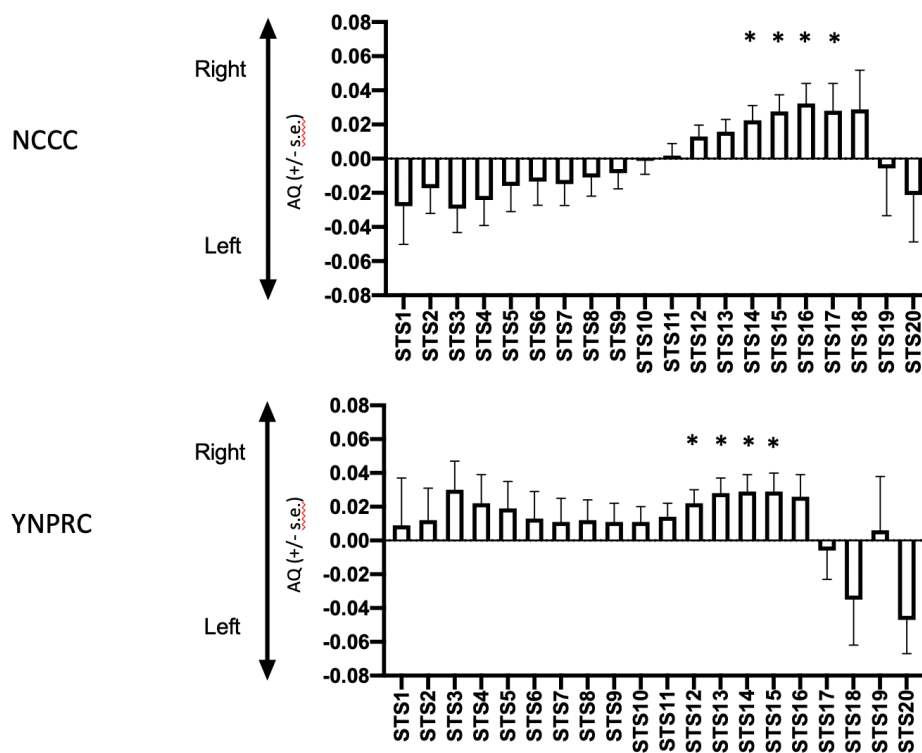 NCCC
Right
Left
AQ (+/- s.e.)
0.08
0.06
0.04
0.02
0.00
-0.02
-0.04
-0.06
-0.08
* * * *
STS1
STS2
STS3
STS4
STS5
STS6
STS7
STS8
STS9
STS10
STS11
STS12
STS13
STS14
STS15
STS16
STS17
STS18
STS19
STS20
YNPRC
Right
Left
AQ (+/- s.e.)
0.08
0.06
0.04
0.02
0.00
-0.02
-0.04
-0.06
-0.08
* * * *
STS1
STS2
STS3
STS4
STS5
STS6
STS7
STS8
STS9
STS10
STS11
STS12
STS13
STS14
STS15
STS16
STS17
STS18
STS19
STS20